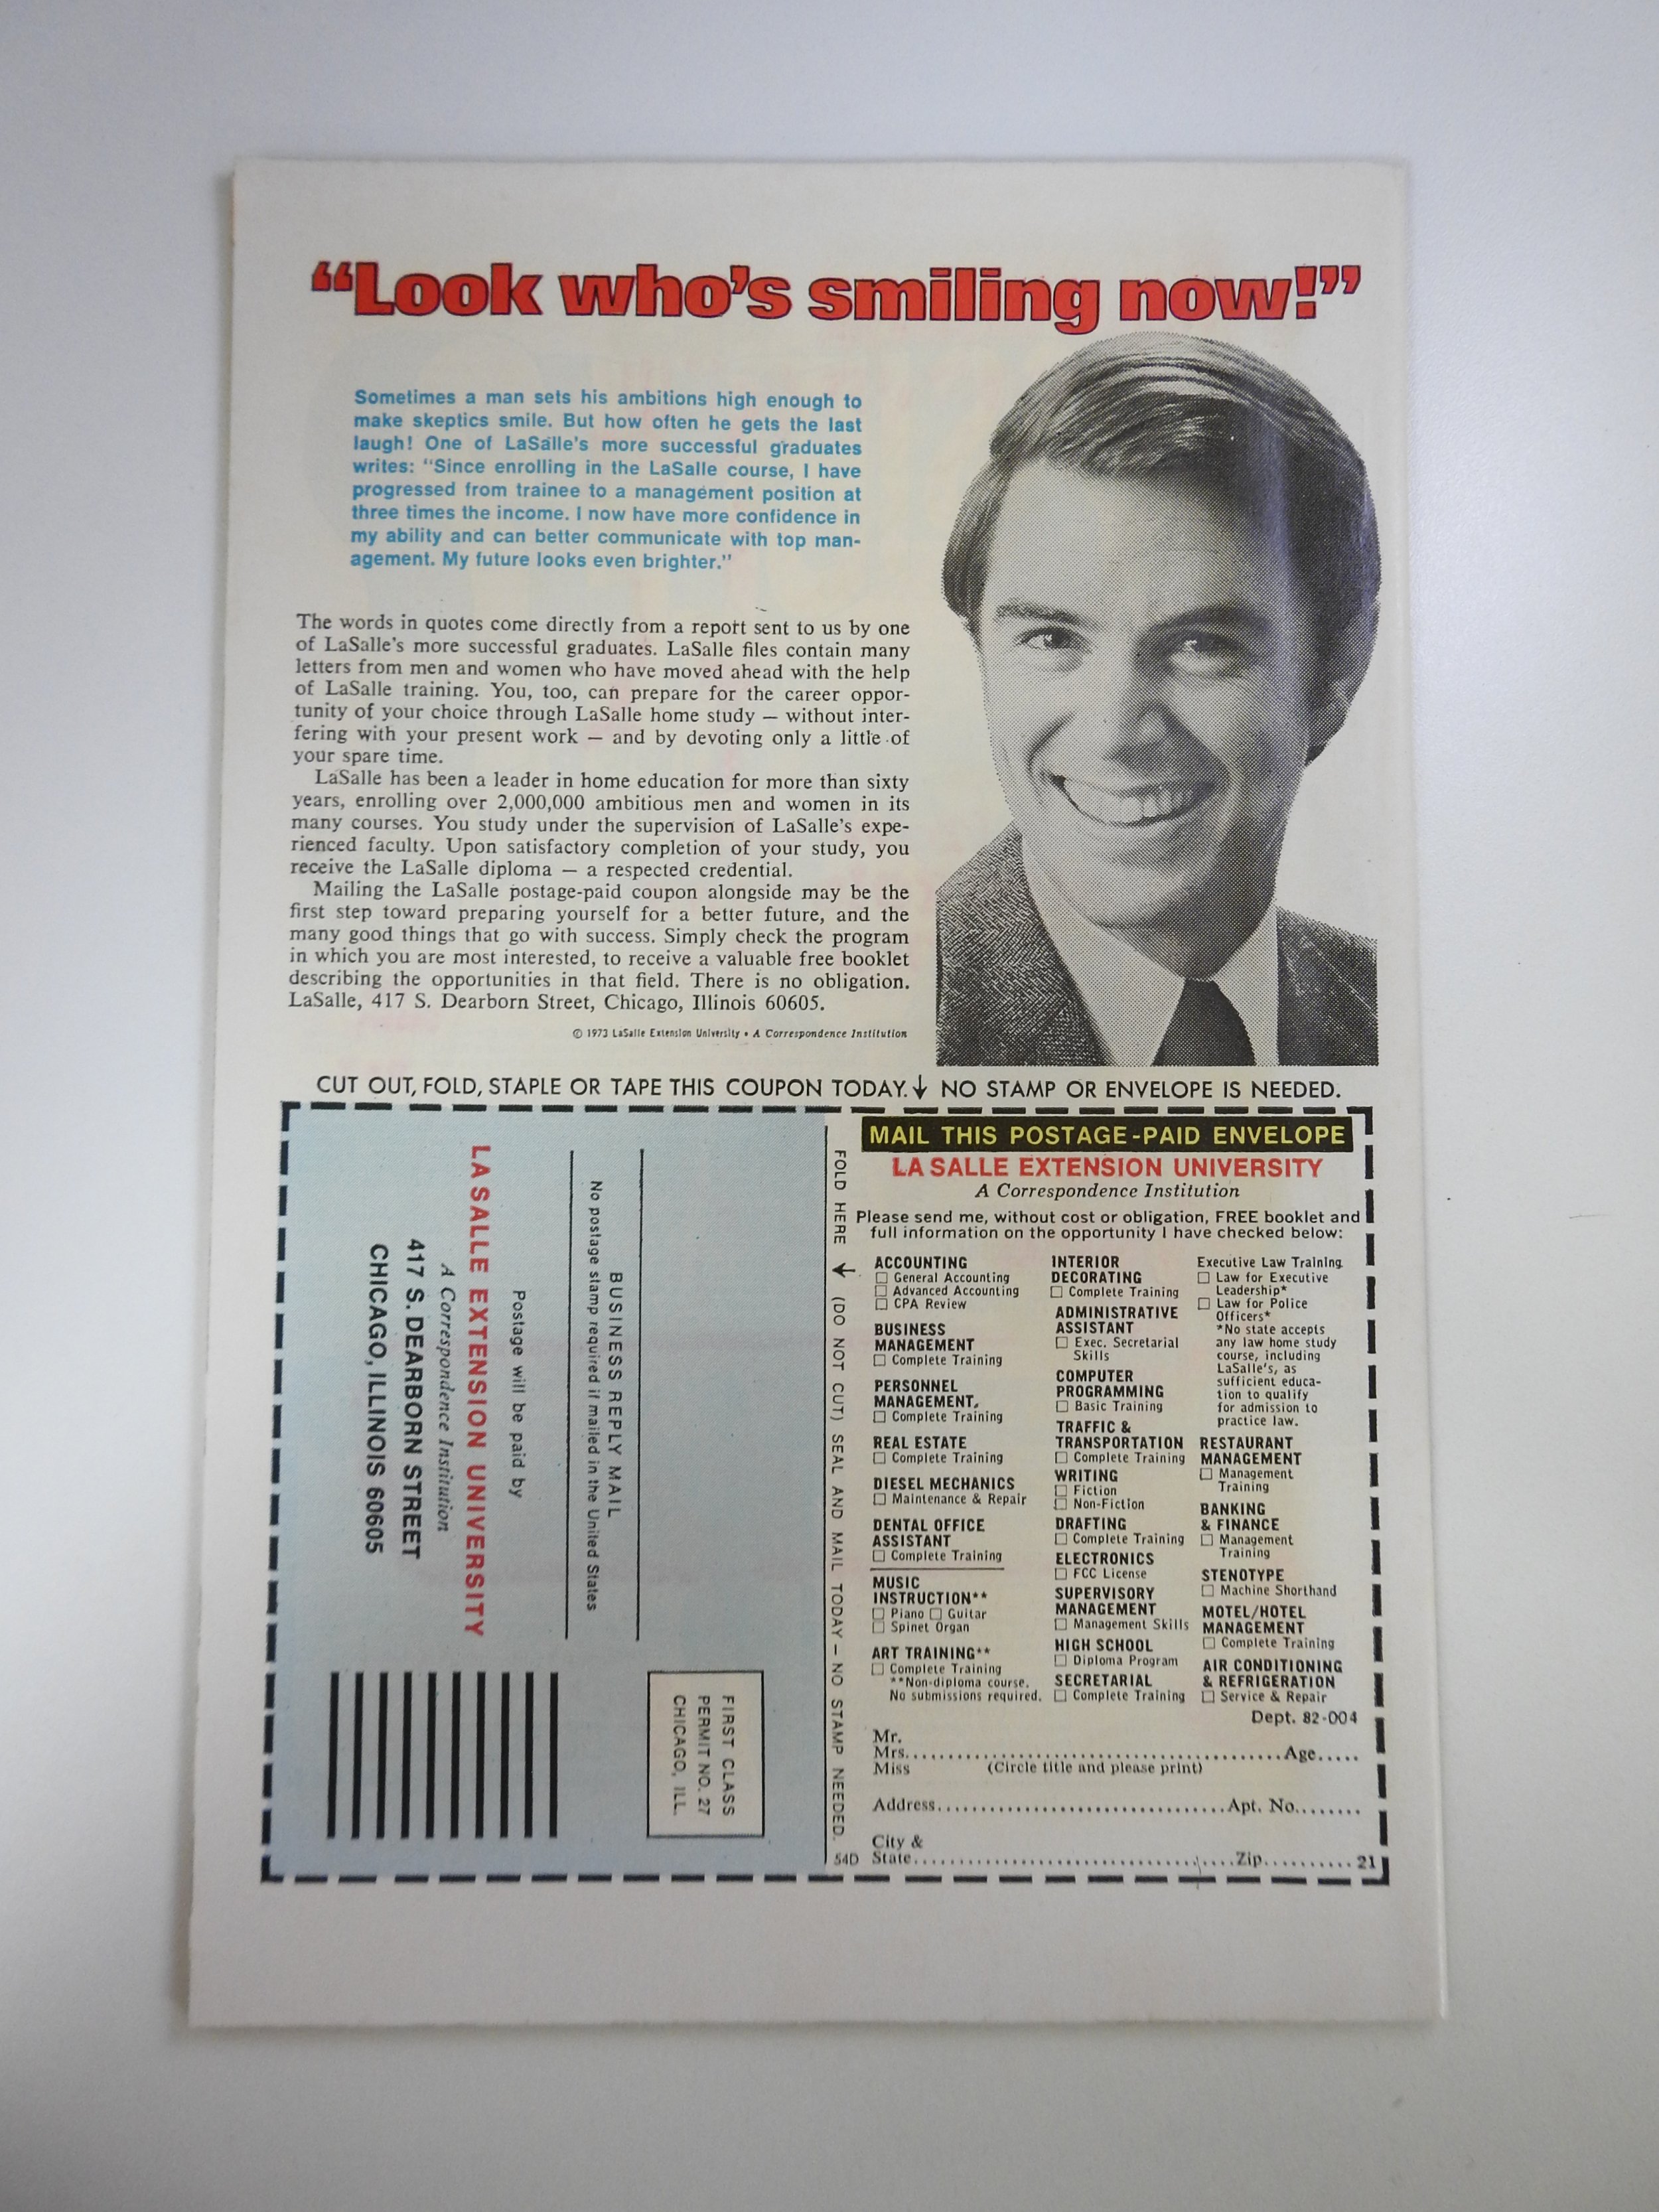 “Look who’s smiling now!”
Sometimes a man sets his ambitions high enough to
make skeptics smile. But how often he gets the last
laugh! One of LaSalle's more successful graduates
writes: "Since enrolling in the LaSalle course, I have
progressed from trainee to a management position at
three times the income. I now have more confidence in
my ability and can better communicate with top man-
agement. My future looks even brighter."
The words in quotes come directly from a report sent to us by one
of LaSalle's more successful graduates. LaSalle files contain many
letters from men and women who have moved ahead with the help
of LaSalle training. You, too, can prepare for the career oppor-
tunity of your choice through LaSalle home study — without inter-
fering with your present work — and by devoting only a little of
your spare time.
LaSalle has been a leader in home education for more than sixty
years, enrolling over 2,000,000 ambitious men and women in its
many courses. You study under the supervision of LaSalle's expe-
rienced faculty. Upon satisfactory completion of your study, you
receive the LaSalle diploma — a respected credential.
Mailing the LaSalle postage-paid coupon alongside may be the
first step toward preparing yourself for a better future, and the
many good things that go with success. Simply check the program
in which you are most interested, to receive a valuable free booklet
describing the opportunities in that field. There is no obligation.
LaSalle, 417 S. Dearborn Street, Chicago, Illinois 60605.
© 1973 LaSalle Extension University • A Correspondence Institution
CUT OUT, FOLD, STAPLE OR TAPE THIS COUPON TODAY. ↓ NO STAMP OR ENVELOPE IS NEEDED.
FIRST CLASS
PERMIT NO. 27
CHICAGO, ILL.
BUSINESS REPLY MAIL
No postage stamp required if mailed in the United States
Postage will be paid by
LA SALLE EXTENSION UNIVERSITY
A Correspondence Institution
417 S. DEARBORN STREET
CHICAGO, ILLINOIS 60605
FOLD HERE → (DO NOT CUT) SEAL AND MAIL TODAY — NO STAMP NEEDED.
54D
MAIL THIS POSTAGE-PAID ENVELOPE
LA SALLE EXTENSION UNIVERSITY
A Correspondence Institution
Please send me, without cost or obligation, FREE booklet and
full information on the opportunity I have checked below:
ACCOUNTING
☐ General Accounting
☐ Advanced Accounting
☐ CPA Review
BUSINESS
MANAGEMENT
☐ Complete Training
PERSONNEL
MANAGEMENT
☐ Complete Training
REAL ESTATE
☐ Complete Training
DIESEL MECHANICS
☐ Maintenance & Repair
DENTAL OFFICE
ASSISTANT
☐ Complete Training
MUSIC
INSTRUCTION**
☐ Piano ☐ Guitar
☐ Spinet Organ
ART TRAINING**
☐ Complete Training
**Non-diploma course.
No submissions required.
INTERIOR
DECORATING
☐ Complete Training
ADMINISTRATIVE
ASSISTANT
☐ Exec. Secretarial
Skills
COMPUTER
PROGRAMMING
☐ Basic Training
TRAFFIC &
TRANSPORTATION
☐ Complete Training
WRITING
☐ Fiction
☐ Non-Fiction
DRAFTING
☐ Complete Training
ELECTRONICS
☐ FCC License
SUPERVISORY
MANAGEMENT
☐ Management Skills
HIGH SCHOOL
☐ Diploma Program
SECRETARIAL
☐ Complete Training
Executive Law Training
☐ Law for Executive
Leadership*
☐ Law for Police
Officers*
*No state accepts
any law home study
course, including
LaSalle's, as
sufficient educa-
tion to qualify
for admission to
practice law.
RESTAURANT
MANAGEMENT
☐ Management
Training
BANKING
& FINANCE
☐ Management
Training
STENOTYPE
☐ Machine Shorthand
MOTEL/HOTEL
MANAGEMENT
☐ Complete Training
AIR CONDITIONING
& REFRIGERATION
☐ Service & Repair
Dept. 82-004
Mr.
Mrs. Age
Miss (Circle title and please print)
Address Apt. No.
City &
State Zip 21